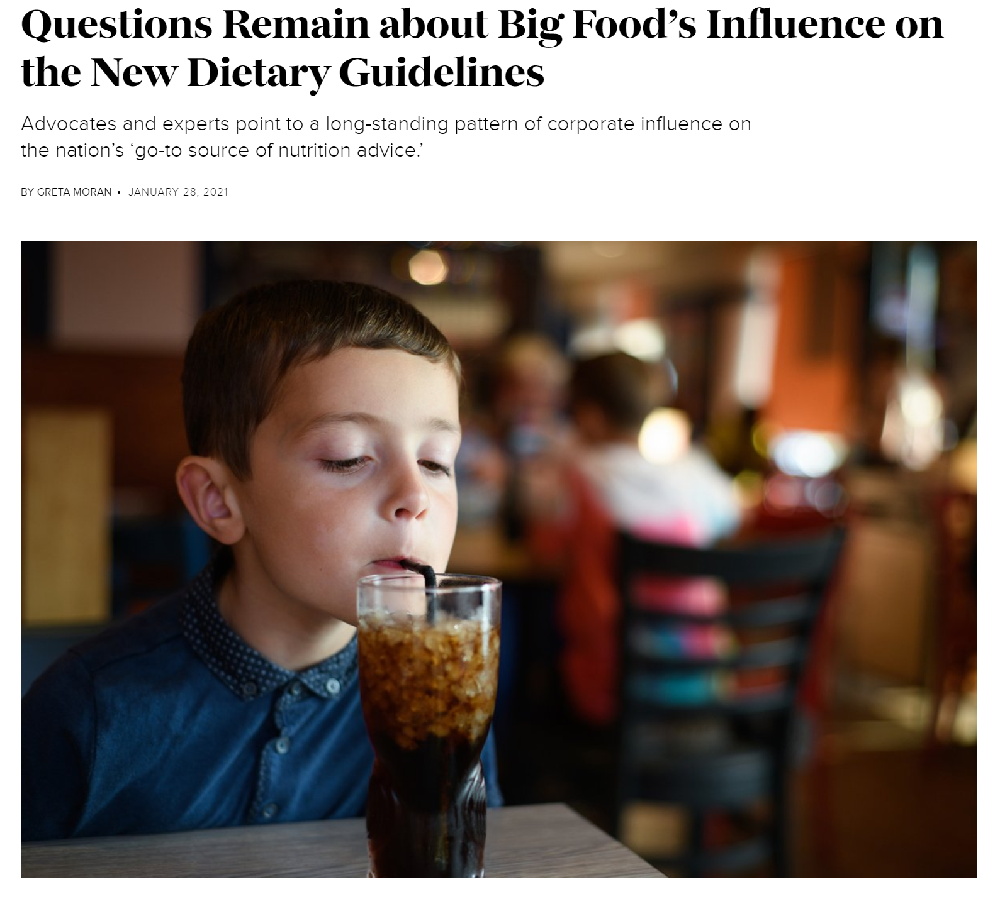 Questions Remain about Big Food’s Influence on
the New Dietary Guidelines
Advocates and experts point to a long-standing pattern of corporate influence on
the nation’s ‘go-to source of nutrition advice.’
BY GRETA MORAN • JANUARY 28, 2021